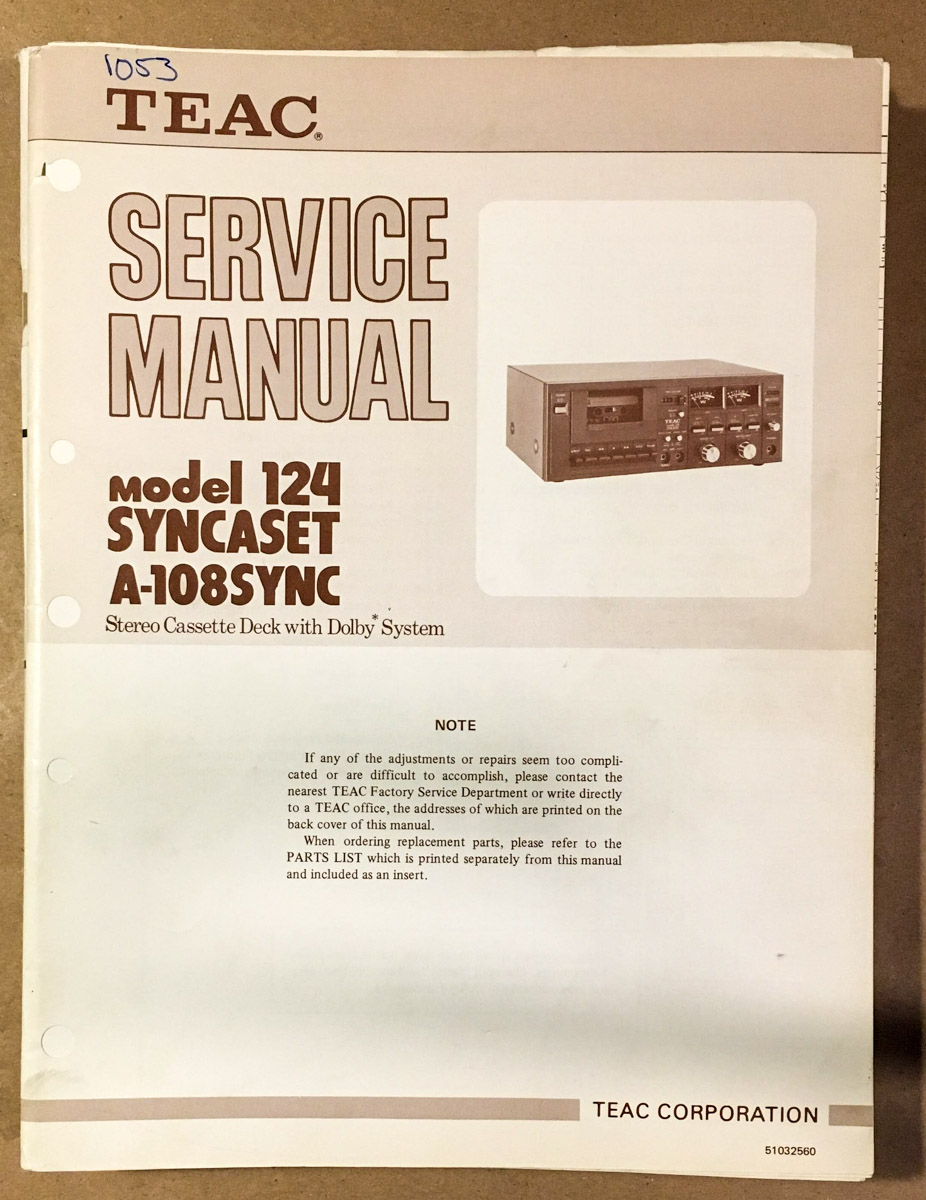 1053
TEAC®
SERVICE
MANUAL
model 124
SYNCASET
A-108SYNC
Stereo Cassette Deck with Dolby* System
NOTE
If any of the adjustments or repairs seem too compli-
cated or are difficult to accomplish, please contact the
nearest TEAC Factory Service Department or write directly
to a TEAC office, the addresses of which are printed on the
back cover of this manual.
When ordering replacement parts, please refer to the
PARTS LIST which is printed separately from this manual
and included as an insert.
TEAC CORPORATION
51032560